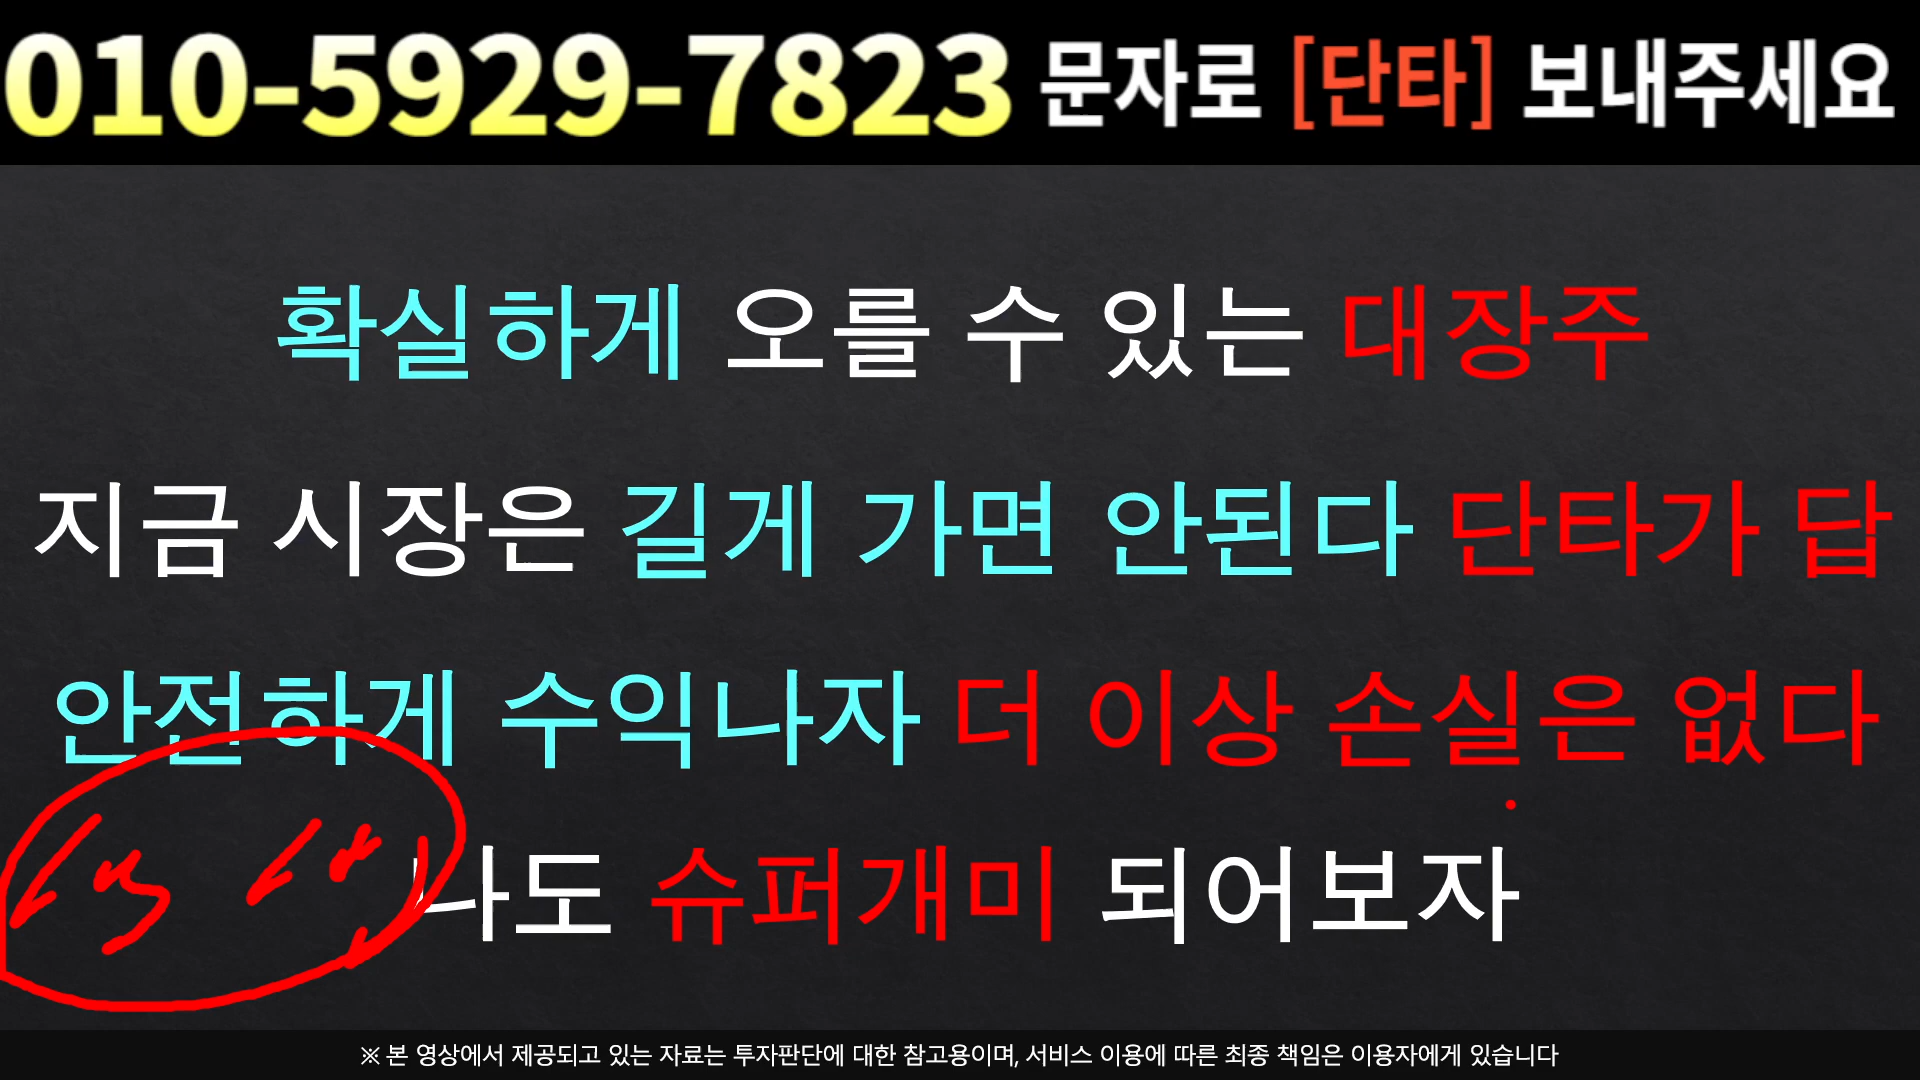 010-5929-7823 문자로 [단타] 보내주세요
확실하게 오를 수 있는 대장주
지금 시장은 길게 가면 안된다 단타가 답
안전하게 수익나자 더 이상 손실은 없다
나도 슈퍼개미 되어보자
※ 본 영상에서 제공되고 있는 자료는 투자판단에 대한 참고용이며, 서비스 이용에 따른 최종 책임은 이용자에게 있습니다